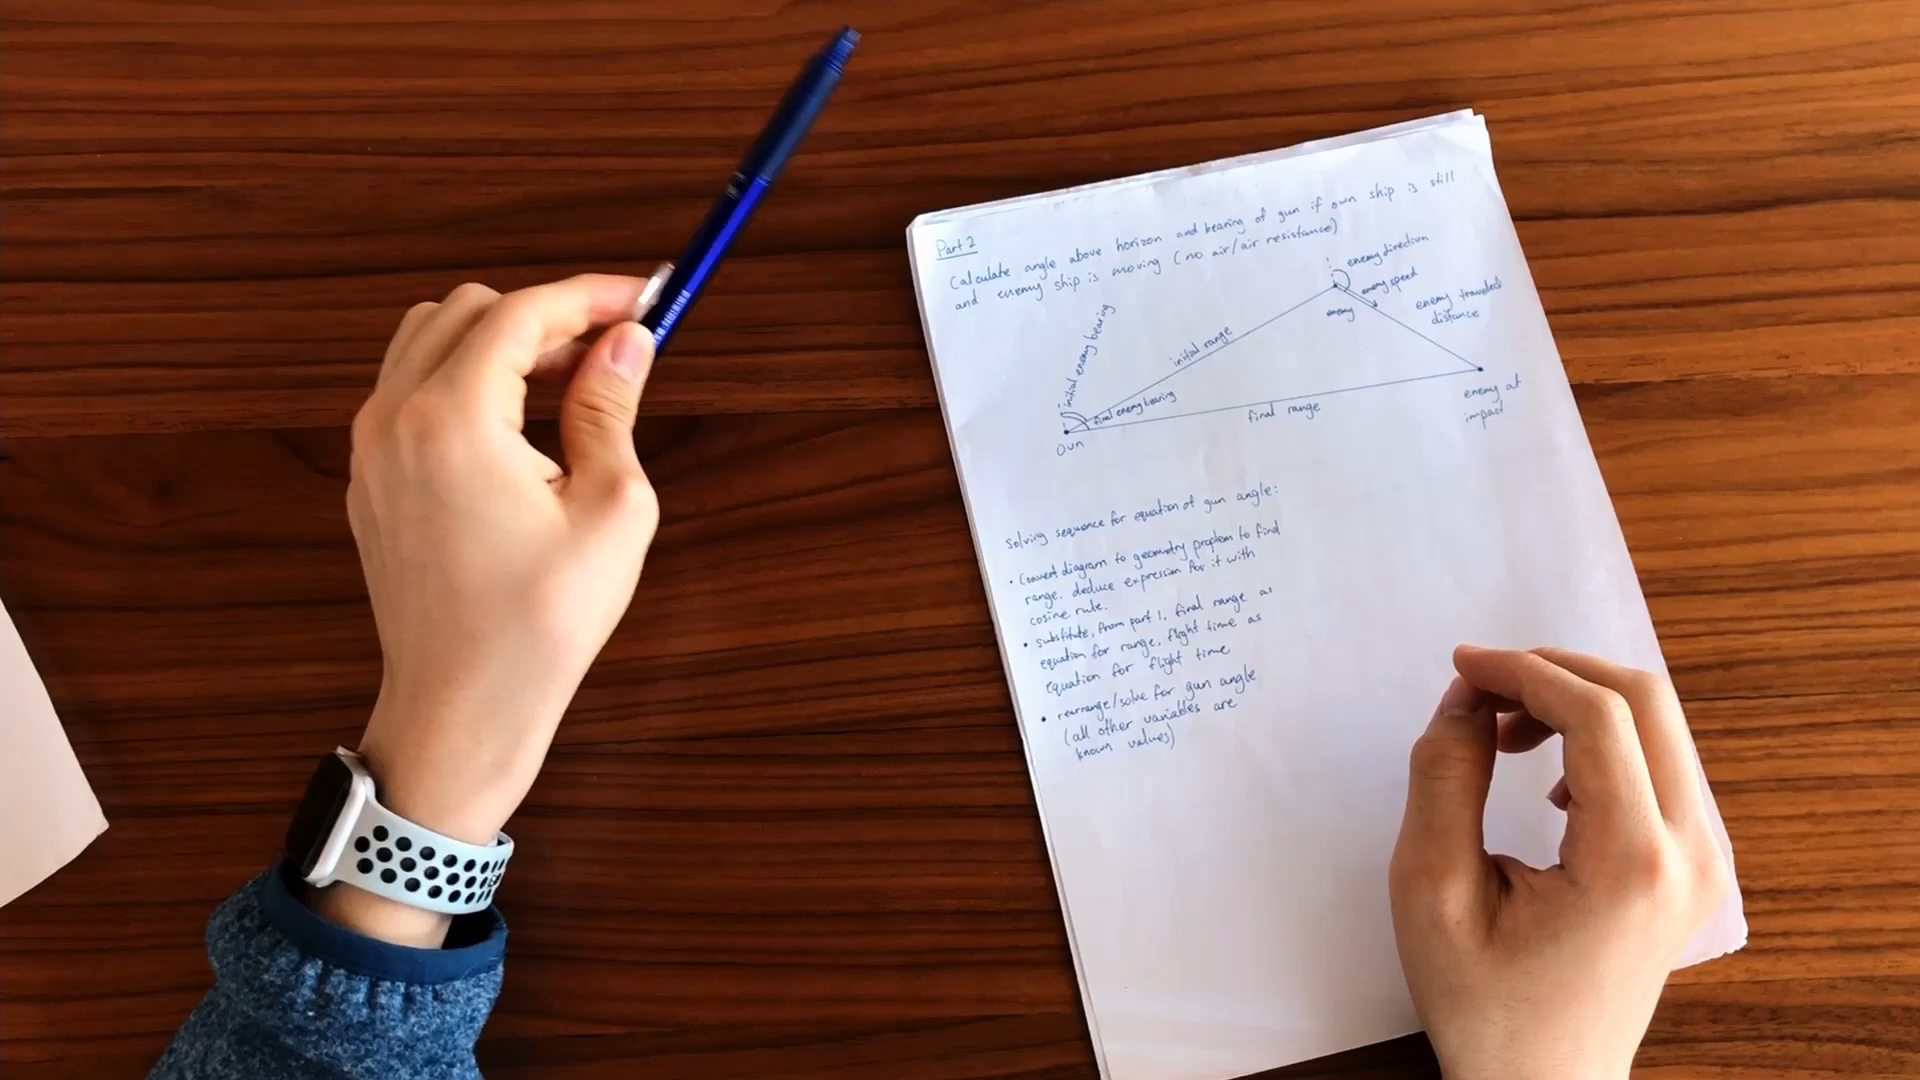 Part 2
Calculate angle above horizon and bearing of gun if own ship is still
and enemy ship is moving (no air/air resistance)
enemy direction
enemy speed
enemy travelled
distance
enemy
initial enemy bearing
initial range
final enemy bearing
final range
enemy at
impact
Own
Solving sequence for equation of gun angle:
• Convert diagram to geometry proplem to find
range. deduce expression for it with
cosine rule.
• substitute, from part 1, final range as
equation for range, flight time as
equation for flight time
• rearrange/solve for gun angle
(all other variables are
known values)